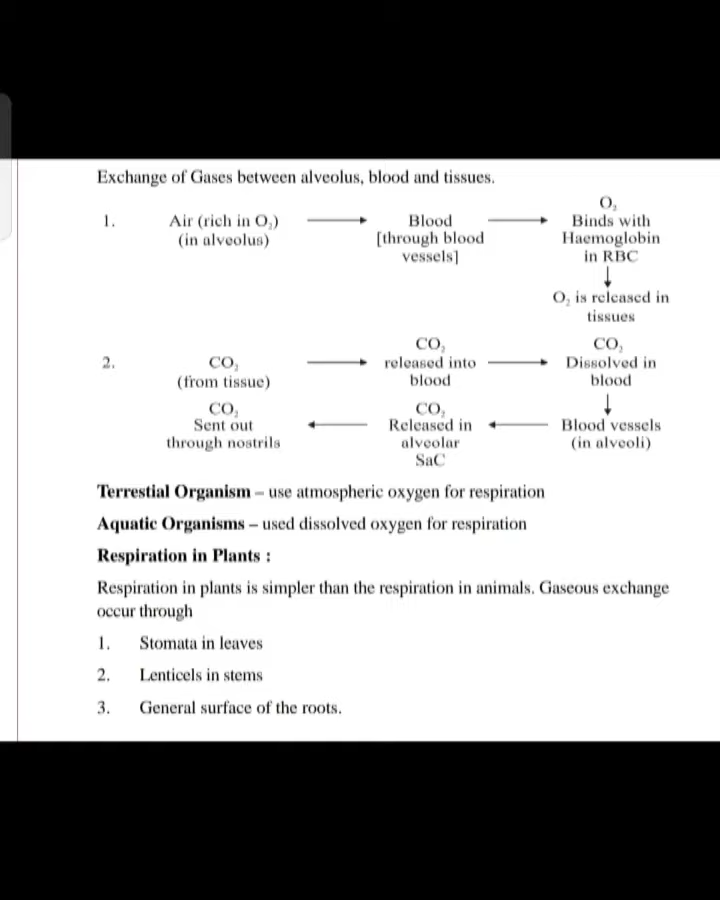 Exchange of Gases between alveolus, blood and tissues.
1. Air (rich in O₂) (in alveolus)
Blood [through blood vessels]
O₂ Binds with Haemoglobin in RBC
O₂ is released in tissues
2. CO₂ (from tissue)
CO₂ released into blood
CO₂ Dissolved in blood
Blood vessels (in alveoli)
CO₂ Released in alveolar SaC
CO₂ Sent out through nostrils
Terrestial Organism – use atmospheric oxygen for respiration
Aquatic Organisms – used dissolved oxygen for respiration
Respiration in Plants :
Respiration in plants is simpler than the respiration in animals. Gaseous exchange
occur through
1. Stomata in leaves
2. Lenticels in stems
3. General surface of the roots.